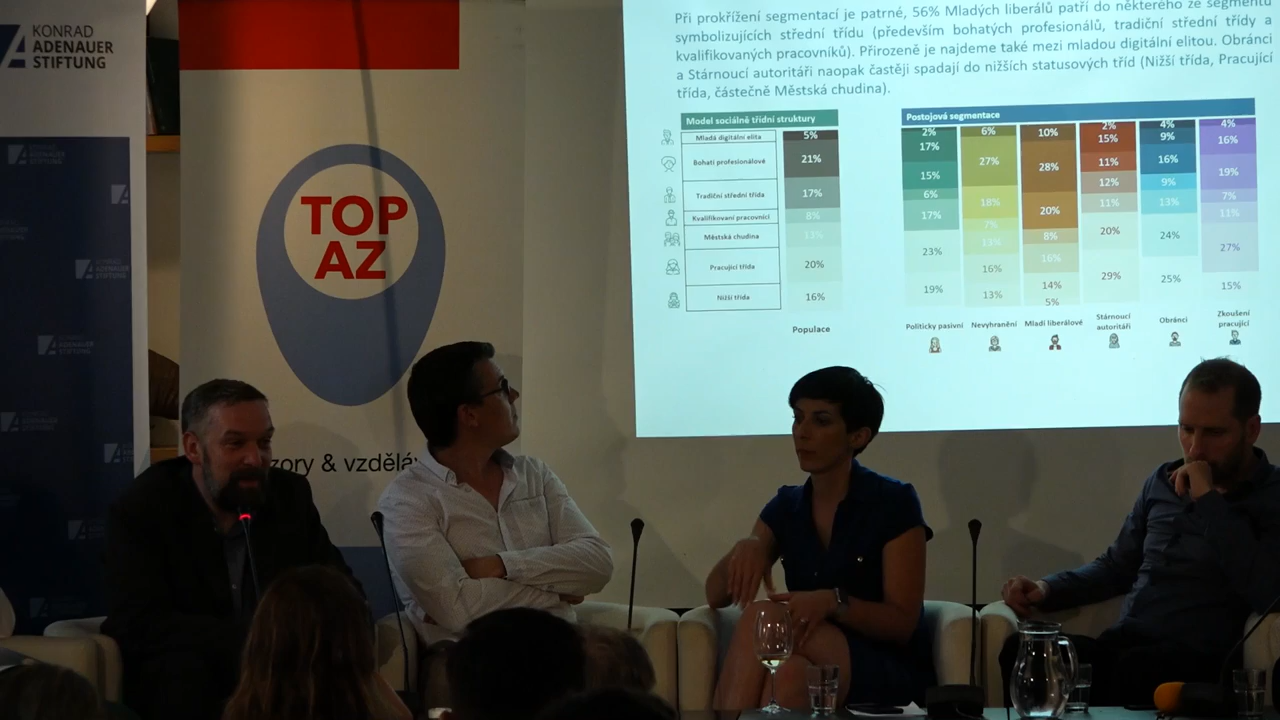 KONRAD
ADENAUER
STIFTUNG
TOP
AZ
zory & vzdělá
Při prokřížení segmentací je patrné, 56% Mladých liberálů patří do některého ze segmentů
symbolizujících střední třídu (především bohatých profesionálů, tradiční střední třídy a
kvalifikovaných pracovníků). Přirozeně je najdeme také mezi mladou digitální elitou. Obránci
a Stárnoucí autoritáři naopak častěji spadají do nižších statusových tříd (Nižší třída, Pracující
třída, částečně Městská chudina).
Model sociálně třídní struktury
Mladá digitální elita 5%
Bohatí profesionálové 21%
Tradiční střední třída 17%
Kvalifikovaní pracovníci 8%
Městská chudina 13%
Pracující třída 20%
Nižší třída 16%
Populace
Postojová segmentace
2% 6% 10% 2% 4% 4%
17% 27% 28% 15% 9% 16%
15% 18% 20% 11% 16% 19%
6% 7% 8% 12% 9% 7%
17% 13% 16% 11% 13% 11%
23% 16% 14% 20% 24% 27%
19% 13% 5% 29% 25% 15%
Politicky pasivní
Nevyhranění
Mladí liberálové
Stárnoucí
autoritáři
Obránci
Zkoušení
pracující